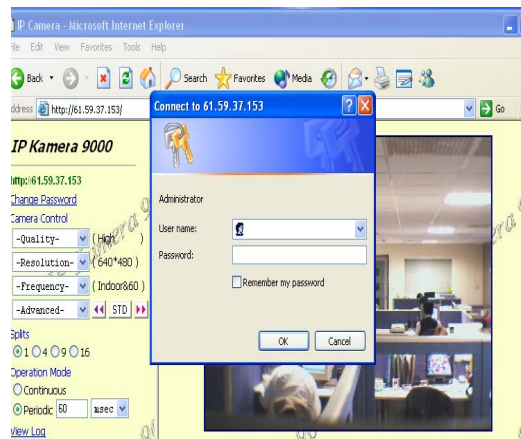 IP Camera - Microsoft Internet Explorer
File Edit View Favorites Tools Help
Back Search Favorites Media
Address http://61.59.37.153/ Go
Connect to 61.59.37.153
IP Kamera 9000
http://61.59.37.153
Change Password
Camera Control
-Quality- (High )
-Resolution- (640*480 )
-Frequency- ( Indoor&60 )
-Advanced- STD
Splits
1 4 9 16
Operation Mode
Continuous
Periodic 60 msec
View Log
Administrator
User name:
Password:
Remember my password
OK Cancel